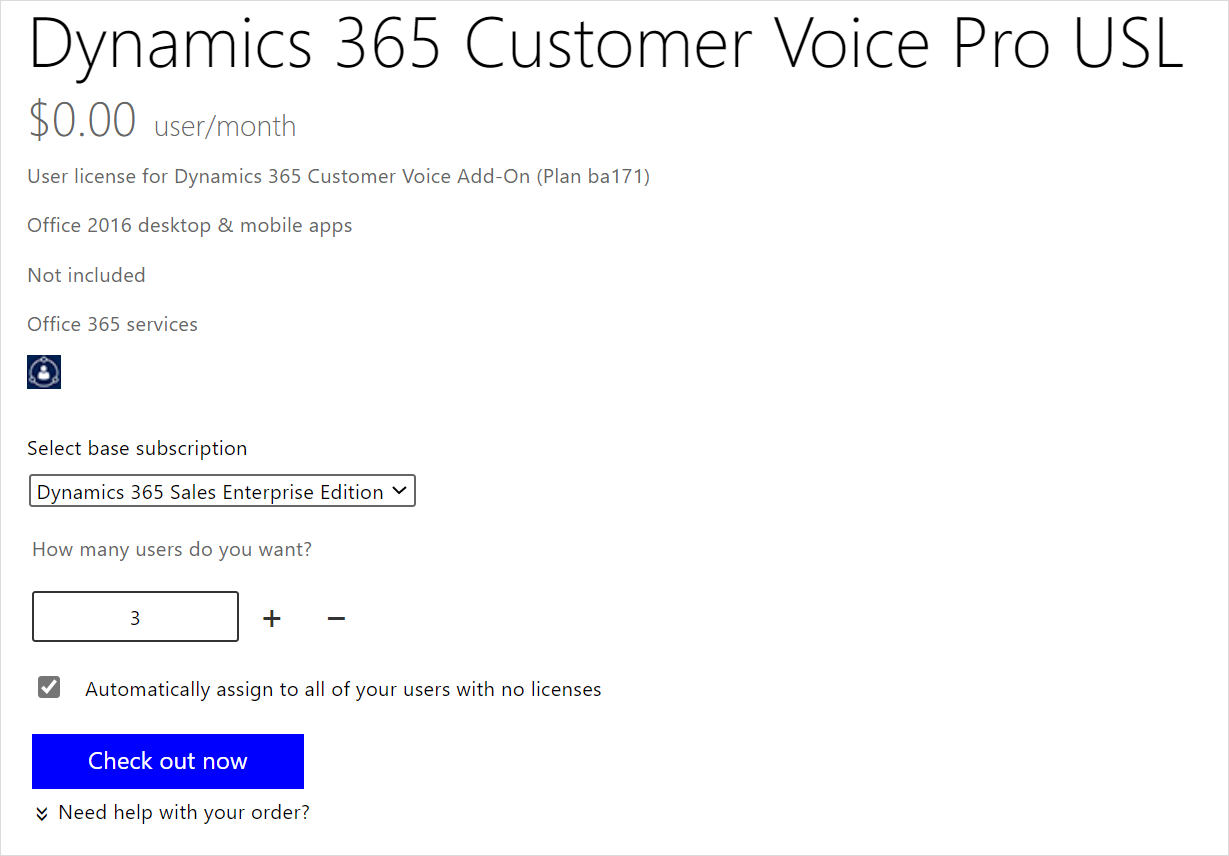 Dynamics 365 Customer Voice Pro USL
$0.00 user/month
User license for Dynamics 365 Customer Voice Add-On (Plan ba171)
Office 2016 desktop & mobile apps
Not included
Office 365 services
Select base subscription
Dynamics 365 Sales Enterprise Edition
How many users do you want?
3 + −
Automatically assign to all of your users with no licenses
Check out now
Need help with your order?